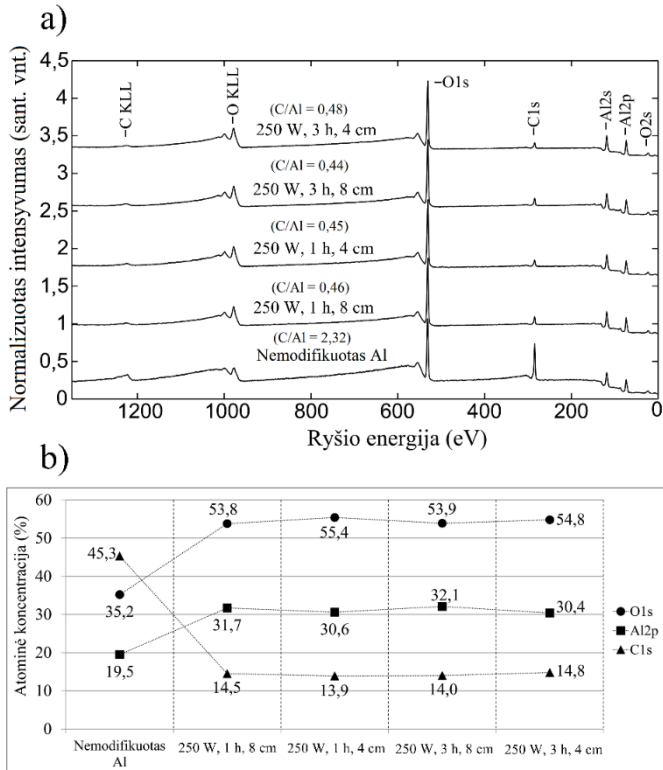 a)
Normalizuotas intensyvumas (sant. vnt.)
4,5
4
3,5
3
2,5
2
1,5
1
0,5
0
C KLL
O KLL
O1s
C1s
Al2s
Al2p
O2s
(C/Al = 0,48)
250 W, 3 h, 4 cm
(C/Al = 0,44)
250 W, 3 h, 8 cm
(C/Al = 0,45)
250 W, 1 h, 4 cm
(C/Al = 0,46)
250 W, 1 h, 8 cm
(C/Al = 2,32)
Nemodifikuotas Al
1200 1000 800 600 400 200 0
Ryšio energija (eV)
b)
Atominė koncentracija (%)
60
50
40
30
20
10
0
45,3
35,2
19,5
53,8
31,7
14,5
55,4
30,6
13,9
53,9
32,1
14,0
54,8
30,4
14,8
O1s
Al2p
C1s
Nemodifikuotas
Al
250 W, 1 h, 8 cm
250 W, 1 h, 4 cm
250 W, 3 h, 8 cm
250 W, 3 h, 4 cm